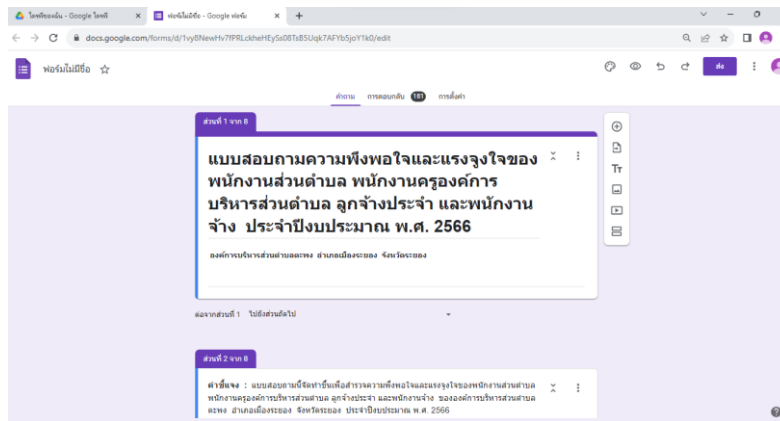 ไดรฟ์ของฉัน - Google ไดรฟ์
ฟอร์มไม่มีชื่อ - Google ฟอร์ม
docs.google.com/forms/d/1vy8NewHv7fPRLckheHEySs08TsB5Uqk7AFYb5joY1k0/edit
ฟอร์มไม่มีชื่อ
ส่ง
คำถาม การตอบกลับ 181 การตั้งค่า
ส่วนที่ 1 จาก 8
แบบสอบถามความพึงพอใจและแรงจูงใจของ
พนักงานส่วนตำบล พนักงานครูองค์การ
บริหารส่วนตำบล ลูกจ้างประจำ และพนักงาน
จ้าง ประจำปีงบประมาณ พ.ศ. 2566
องค์การบริหารส่วนตำบลตะพง อำเภอเมืองระยอง จังหวัดระยอง
Tт
ต่อจากส่วนที่ 1 ไปยังส่วนถัดไป
ส่วนที่ 2 จาก 8
คำชี้แจง : แบบสอบถามนี้จัดทำขึ้นเพื่อสำรวจความพึงพอใจและแรงจูงใจของพนักงานส่วนตำบล
พนักงานครูองค์การบริหารส่วนตำบล ลูกจ้างประจำ และพนักงานจ้าง ขององค์การบริหารส่วนตำบล
ตะพง อำเภอเมืองระยอง จังหวัดระยอง ประจำปีงบประมาณ พ.ศ. 2566